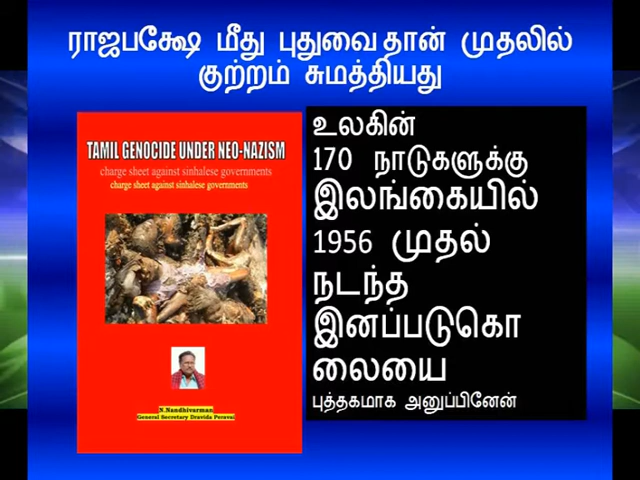 ராஜபக்ஷே மீது புதுவை தான் முதலில்
குற்றம் சுமத்தியது
TAMIL GENOCIDE UNDER NEO-NAZISM
charge sheet against sinhalese governments
charge sheet against sinhalese governments
N.Nandhivarman
General Secretary Dravida Peravai
உலகின்
170 நாடுகளுக்கு
இலங்கையில்
1956 முதல்
நடந்த
இனப்படுகொ
லையை
புத்தகமாக அனுப்பினேன்